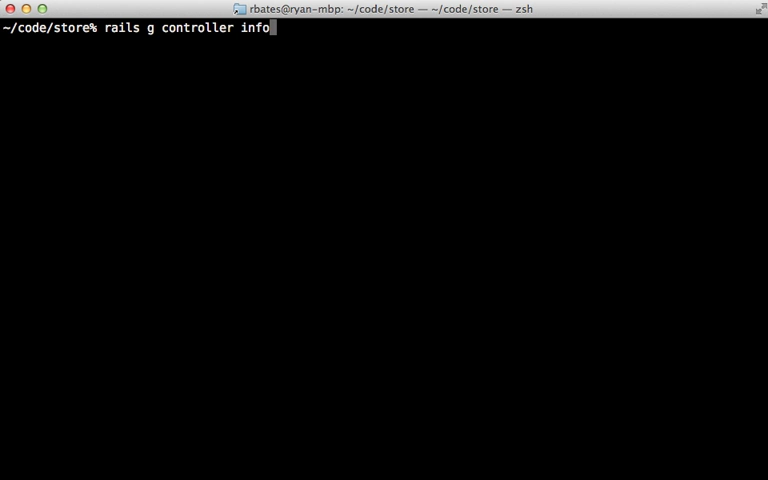 rbates@ryan-mbp: ~/code/store — ~/code/store — zsh
~/code/store% rails g controller info